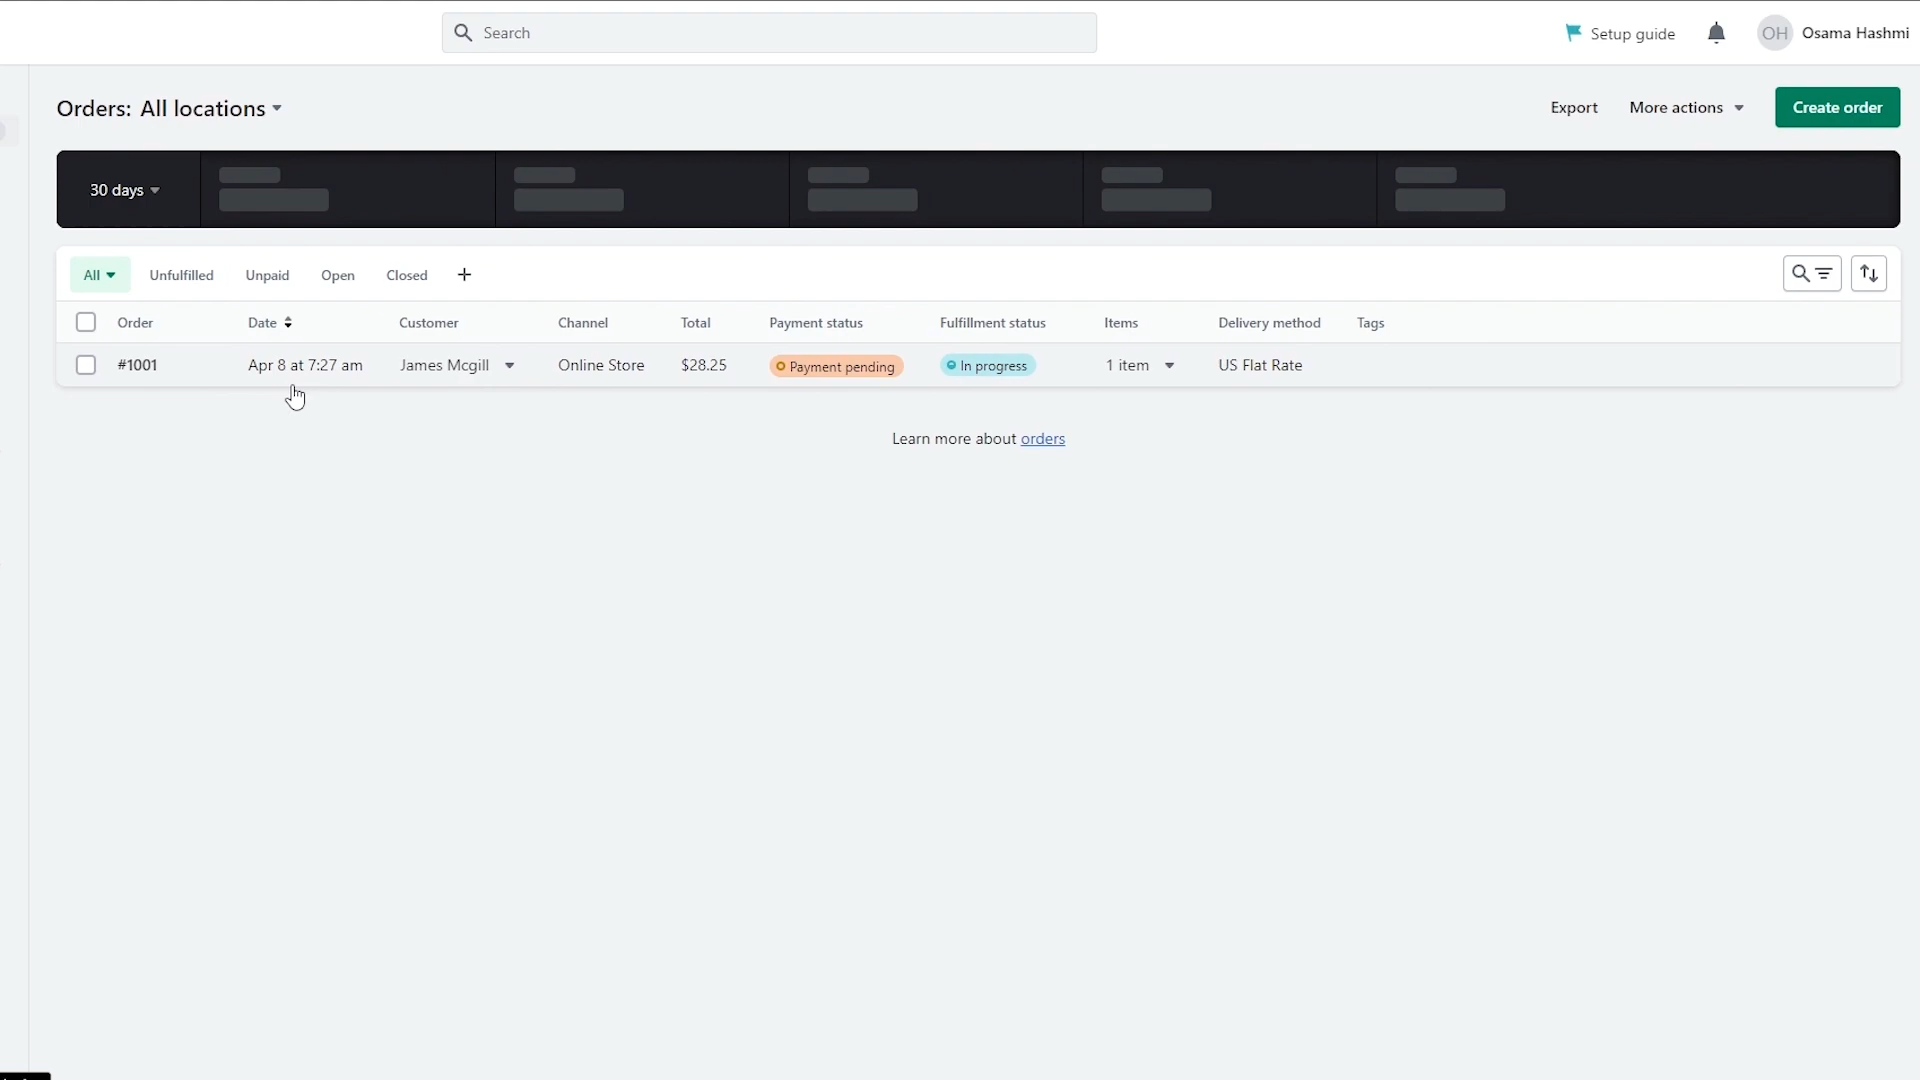 Search
Setup guide
OH
Osama Hashmi
Orders: All locations
Export
More actions
Create order
30 days
All
Unfulfilled
Unpaid
Open
Closed
Order
Date
Customer
Channel
Total
Payment status
Fulfillment status
Items
Delivery method
Tags
#1001
Apr 8 at 7:27 am
James Mcgill
Online Store
$28.25
Payment pending
In progress
1 item
US Flat Rate
Learn more about orders